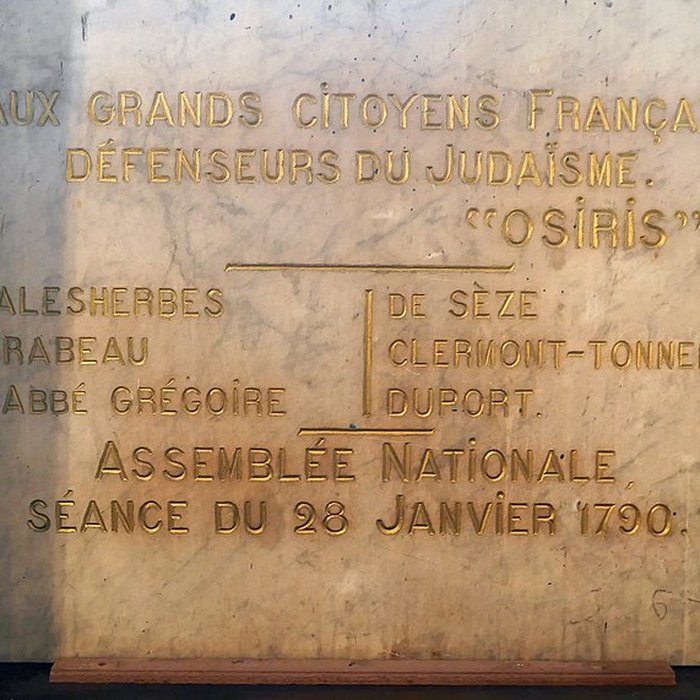 AUX GRANDS CITOYENS FRANÇA
DÉFENSEURS DU JUDAÏSME.
"OSIRIS"
ALESHERBES
RABEAU
ABBÉ GRÉGOIRE
DE SÈZE
CLERMONT-TONNE
DUPORT.
ASSEMBLÉE NATIONALE
SÉANCE DU 28 JANVIER 1790.